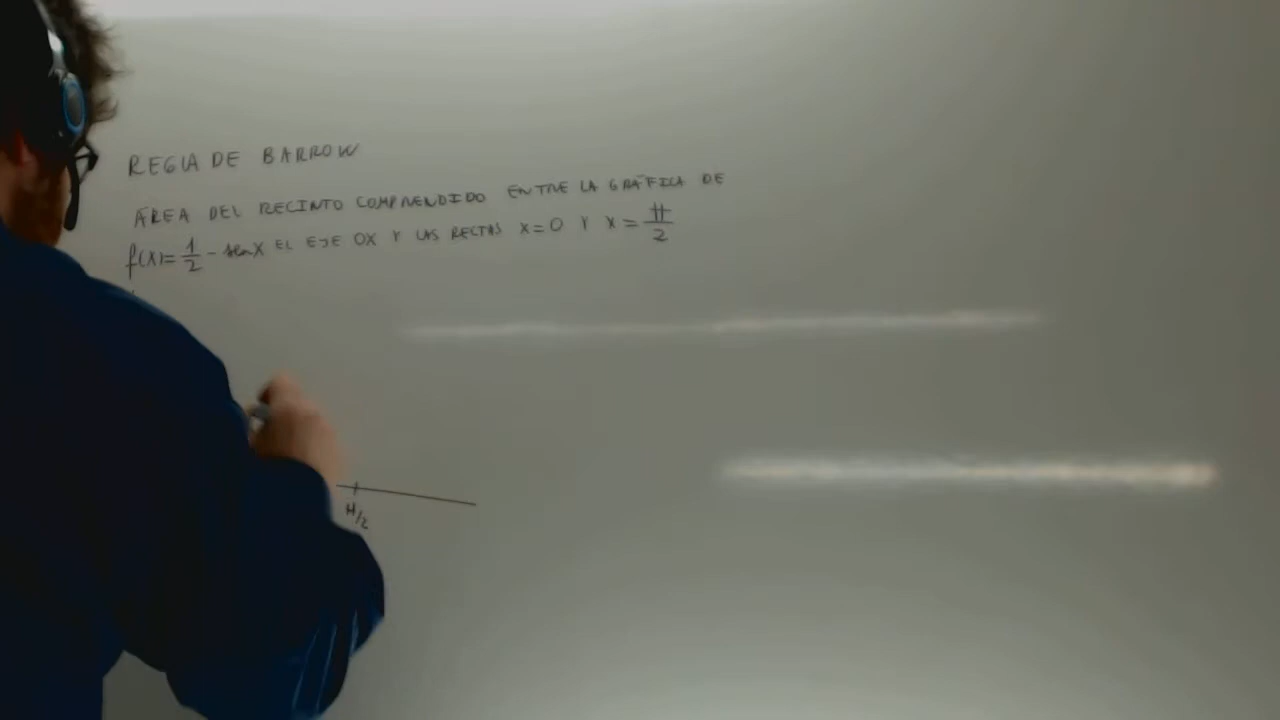 REGLA DE BARROW
ÁREA DEL RECINTO COMPRENDIDO ENTRE LA GRÁFICA DE
f(x)= 1/2 - sen x EL EJE OX Y LAS RECTAS x=0 Y x= π/2
π/2